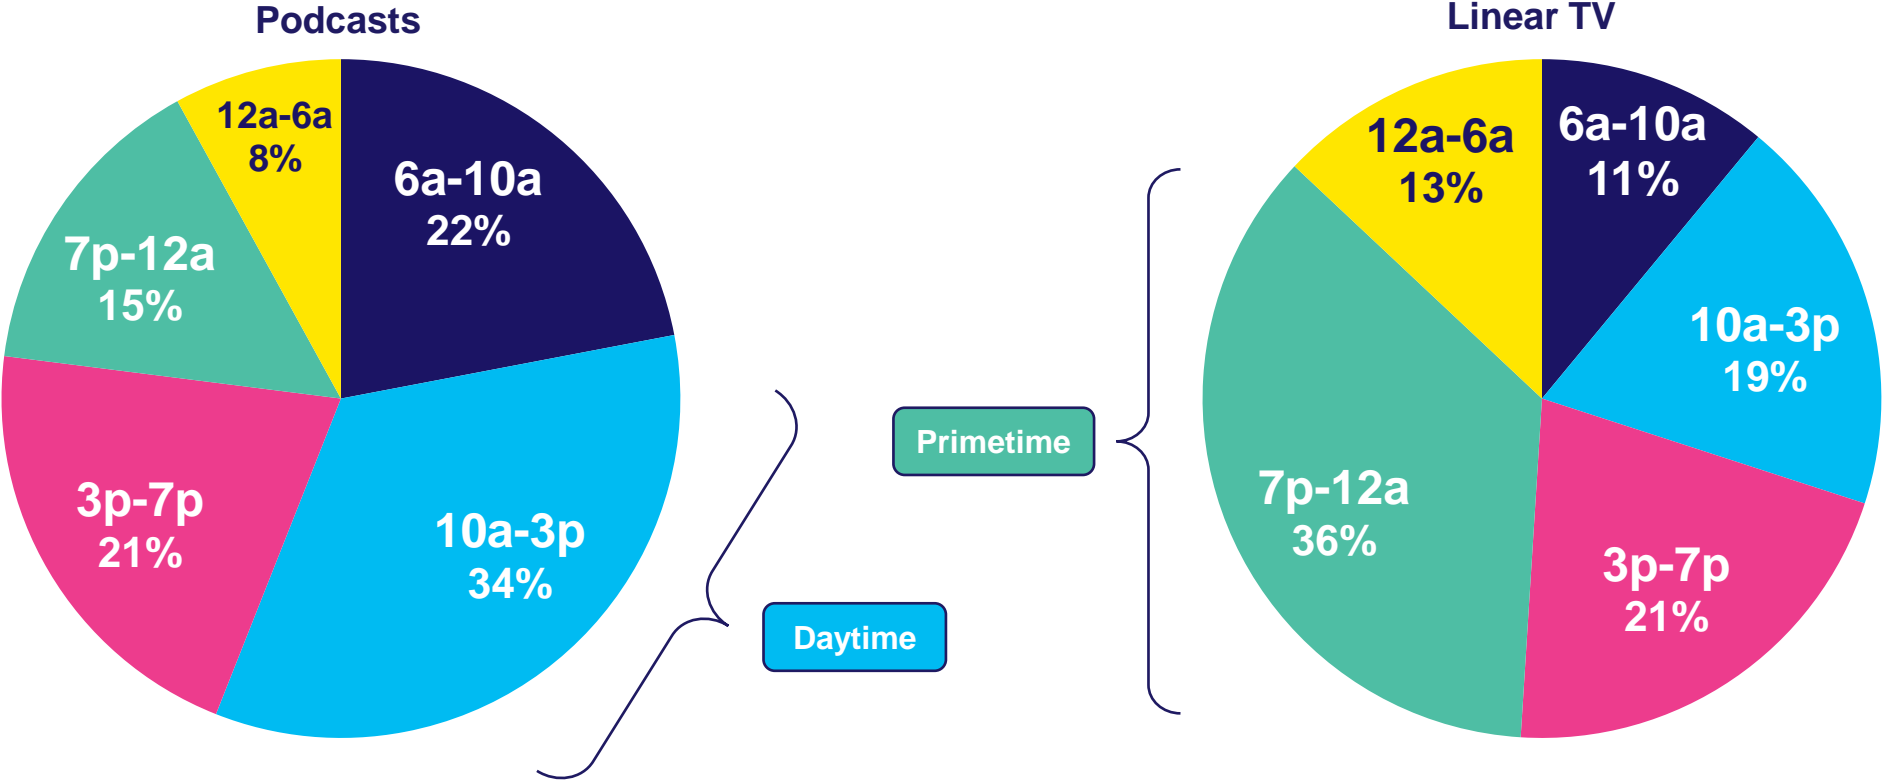 Podcasts
12a-6a
8%
6a-10a
22%
7p-12a
15%
3p-7p
21%
10a-3p
34%
Daytime
Primetime
Linear TV
12a-6a
13%
6a-10a
11%
10a-3p
19%
7p-12a
36%
3p-7p
21%